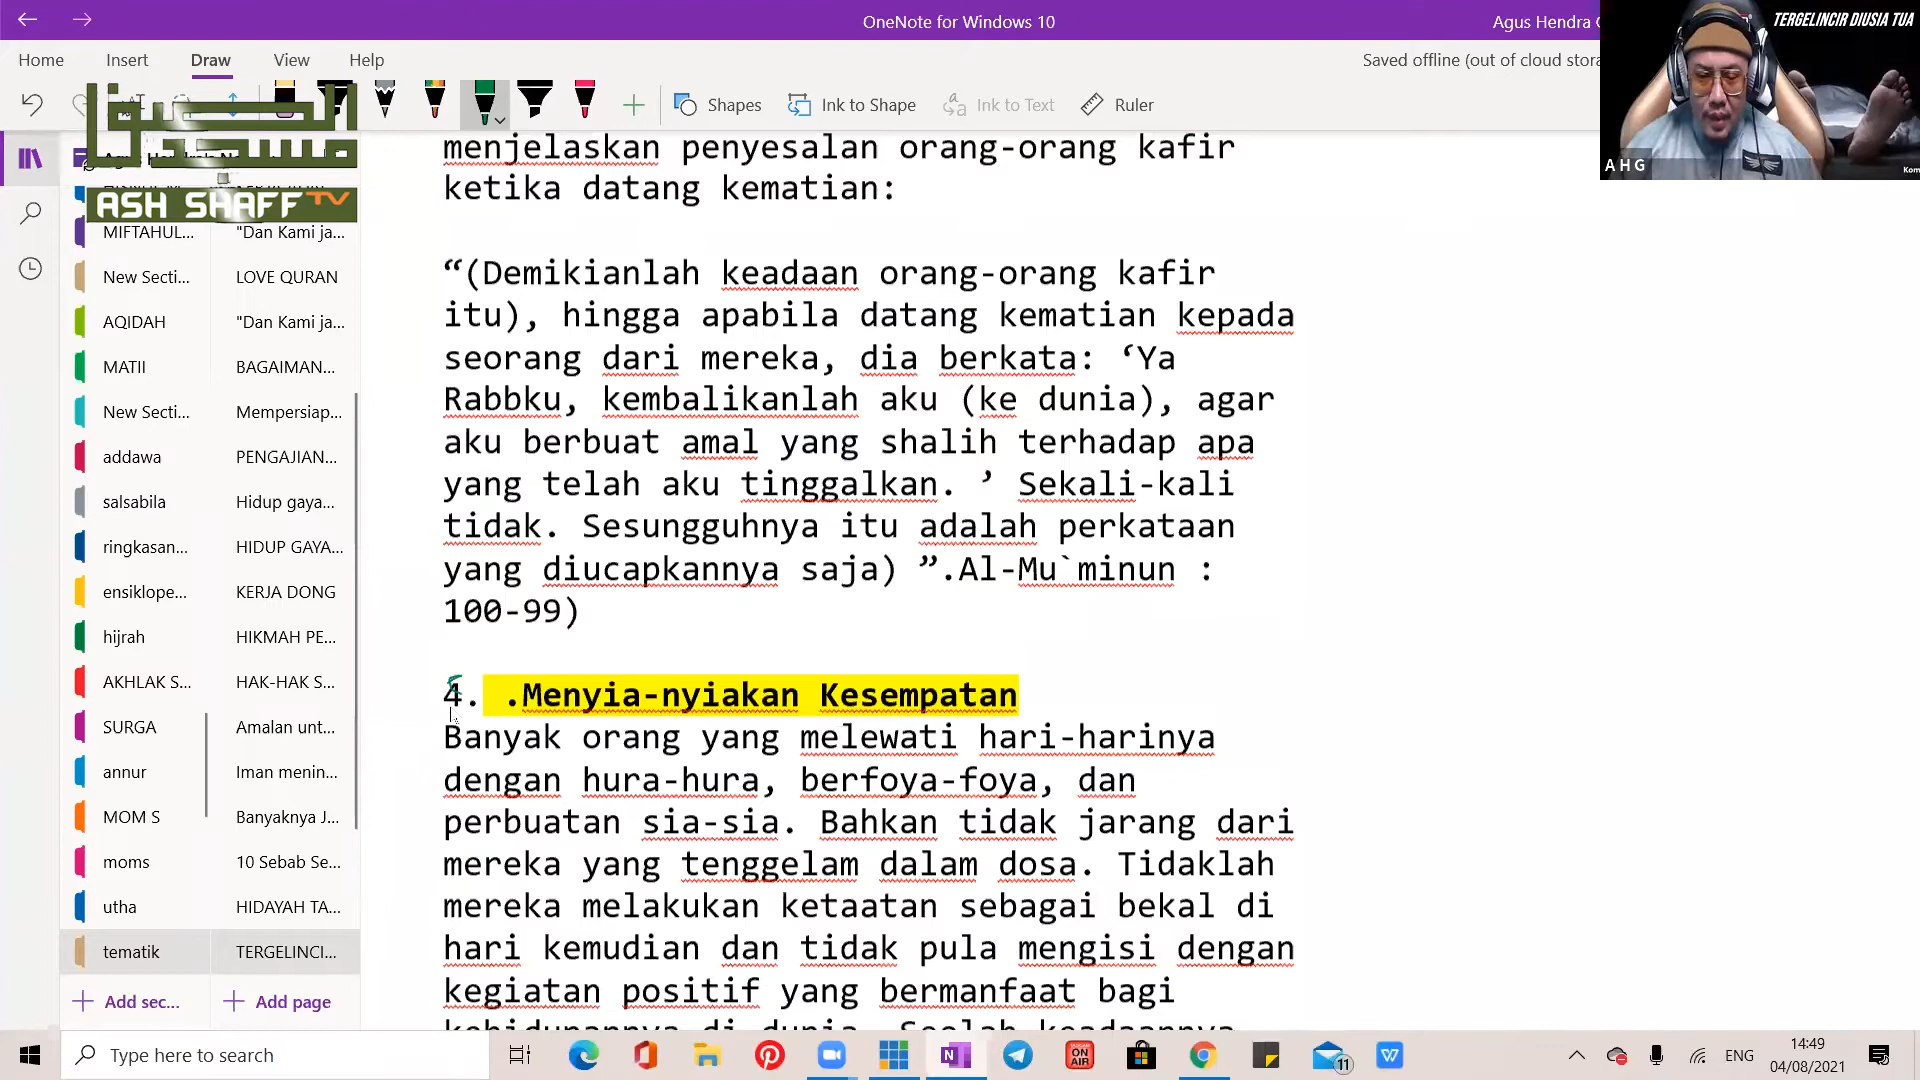 OneNote for Windows 10
Agus Hendra
TERGELINCIR DIUSIA TUA
Home Insert Draw View Help
Saved offline (out of cloud stora
Shapes Ink to Shape Ink to Text Ruler
A H G
Kom
ASH SHAFF TV
MIFTAHUL... "Dan Kami ja...
New Secti... LOVE QURAN
AQIDAH "Dan Kami ja...
MATII BAGAIMAN...
New Secti... Mempersiap...
addawa PENGAJIAN...
salsabila Hidup gaya...
ringkasan... HIDUP GAYA...
ensiklope... KERJA DONG
hijrah HIKMAH PE...
AKHLAK S... HAK-HAK S...
SURGA Amalan unt...
annur Iman menin...
MOM S Banyaknya J...
moms 10 Sebab Se...
utha HIDAYAH TA...
tematik TERGELINCI...
Add sec... Add page
menjelaskan penyesalan orang-orang kafir
ketika datang kematian:
“(Demikianlah keadaan orang-orang kafir
itu), hingga apabila datang kematian kepada
seorang dari mereka, dia berkata: ‘Ya
Rabbku, kembalikanlah aku (ke dunia), agar
aku berbuat amal yang shalih terhadap apa
yang telah aku tinggalkan. ’ Sekali-kali
tidak. Sesungguhnya itu adalah perkataan
yang diucapkannya saja) ”.Al-Mu`minun :
100-99)
4. .Menyia-nyiakan Kesempatan
Banyak orang yang melewati hari-harinya
dengan hura-hura, berfoya-foya, dan
perbuatan sia-sia. Bahkan tidak jarang dari
mereka yang tenggelam dalam dosa. Tidaklah
mereka melakukan ketaatan sebagai bekal di
hari kemudian dan tidak pula mengisi dengan
kegiatan positif yang bermanfaat bagi
kehidupannya di dunia. Seolah keadaannya
Type here to search
ON AIR
11
ENG
14:49
04/08/2021